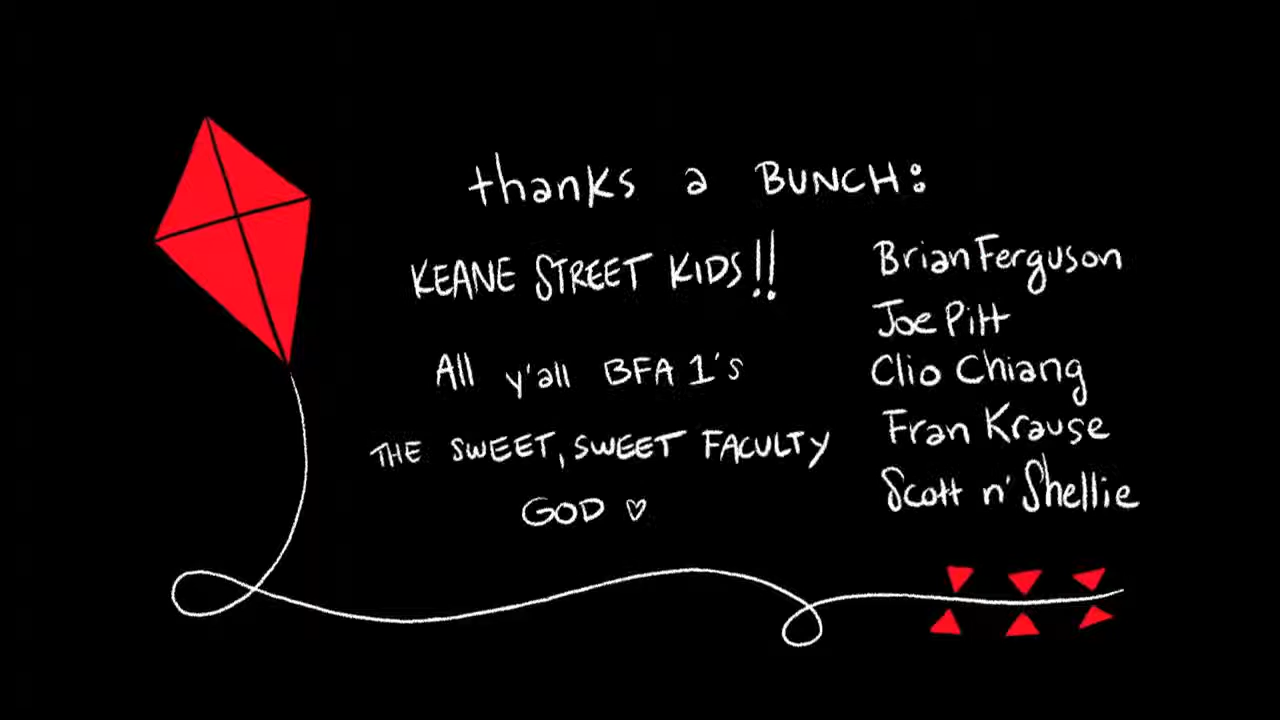 thanks a BUNCH:
KEANE STREET KIDS!!
All y'all BFA 1's
THE SWEET, SWEET FACULTY
GOD ♡
Brian Ferguson
Joe Pitt
Clio Chiang
Fran Krause
Scott n' Shellie